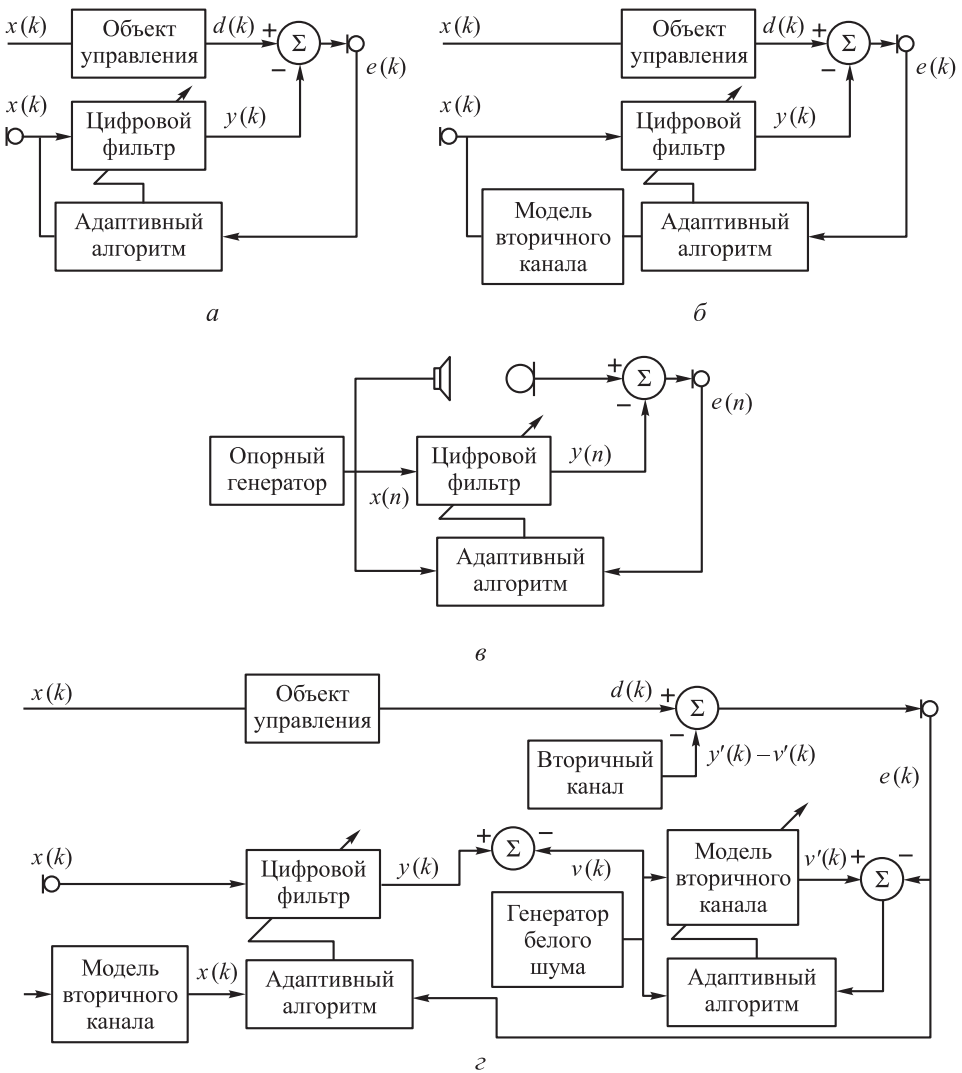 x(k)
Объект
управления
d(k)
+
Σ
−
e(k)
x(k)
Цифровой
фильтр
y(k)
Адаптивный
алгоритм
а
x(k)
Объект
управления
d(k)
+
Σ
−
e(k)
x(k)
Цифровой
фильтр
y(k)
Модель
вторичного
канала
Адаптивный
алгоритм
б
+
Σ
−
e(n)
Опорный
генератор
x(n)
Цифровой
фильтр
y(n)
Адаптивный
алгоритм
в
x(k)
Объект
управления
d(k)
+
Σ
−
Вторичный
канал
y′(k) – v′(k)
e(k)
x(k)
Цифровой
фильтр
y(k)
+
Σ
−
v(k)
Модель
вторичного
канала
v′(k)
+
Σ
−
Генератор
белого
шума
Модель
вторичного
канала
x(k)
Адаптивный
алгоритм
Адаптивный
алгоритм
г